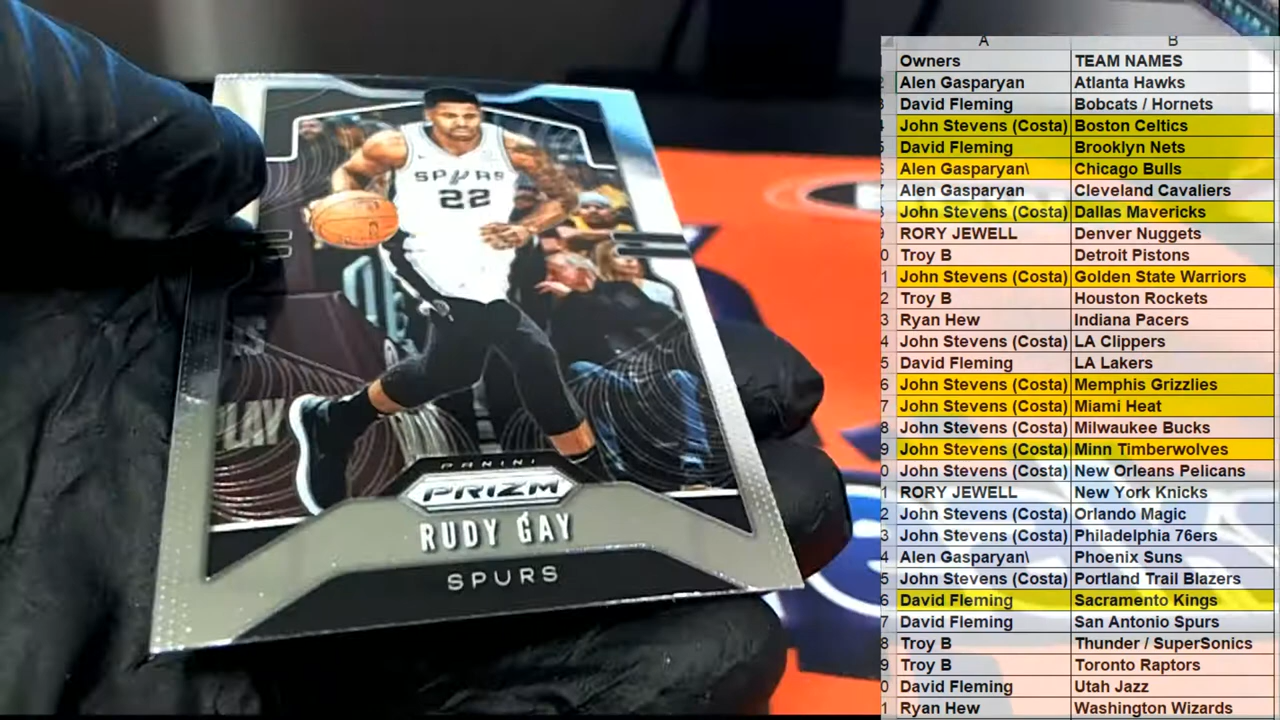 SPURS
22
PLAY
PANINI
PRIZM
RUDY GAY
SPURS
A B
Owners TEAM NAMES
Alen Gasparyan Atlanta Hawks
David Fleming Bobcats / Hornets
John Stevens (Costa) Boston Celtics
David Fleming Brooklyn Nets
Alen Gasparyan\ Chicago Bulls
Alen Gasparyan Cleveland Cavaliers
John Stevens (Costa) Dallas Mavericks
RORY JEWELL Denver Nuggets
Troy B Detroit Pistons
John Stevens (Costa) Golden State Warriors
Troy B Houston Rockets
Ryan Hew Indiana Pacers
John Stevens (Costa) LA Clippers
David Fleming LA Lakers
John Stevens (Costa) Memphis Grizzlies
John Stevens (Costa) Miami Heat
John Stevens (Costa) Milwaukee Bucks
John Stevens (Costa) Minn Timberwolves
John Stevens (Costa) New Orleans Pelicans
RORY JEWELL New York Knicks
John Stevens (Costa) Orlando Magic
John Stevens (Costa) Philadelphia 76ers
Alen Gasparyan\ Phoenix Suns
John Stevens (Costa) Portland Trail Blazers
David Fleming Sacramento Kings
David Fleming San Antonio Spurs
Troy B Thunder / SuperSonics
Troy B Toronto Raptors
David Fleming Utah Jazz
Ryan Hew Washington Wizards